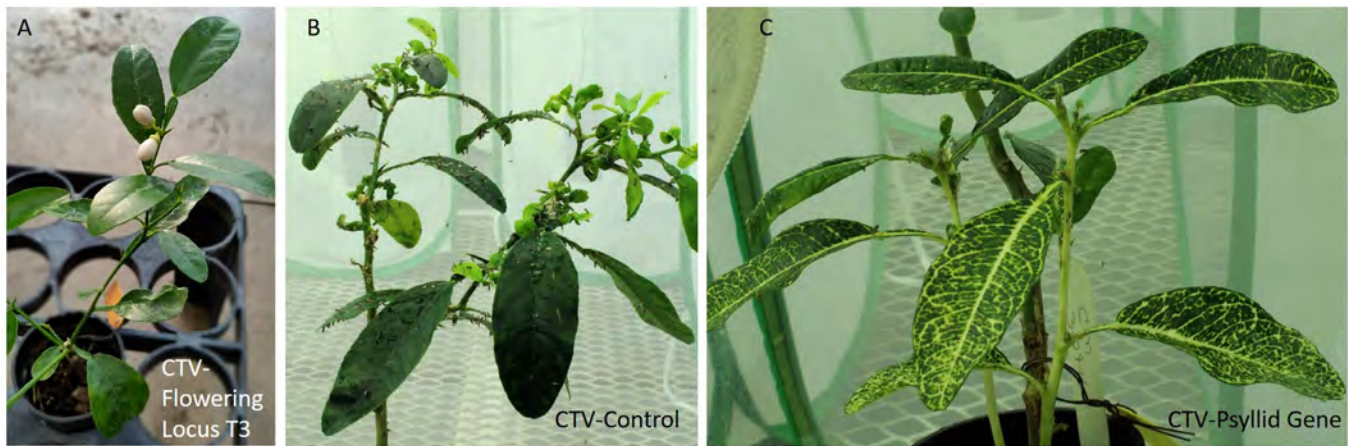 A
B
C
CTV-
Flowering
Locus T3
CTV-Control
CTV-Psyllid Gene